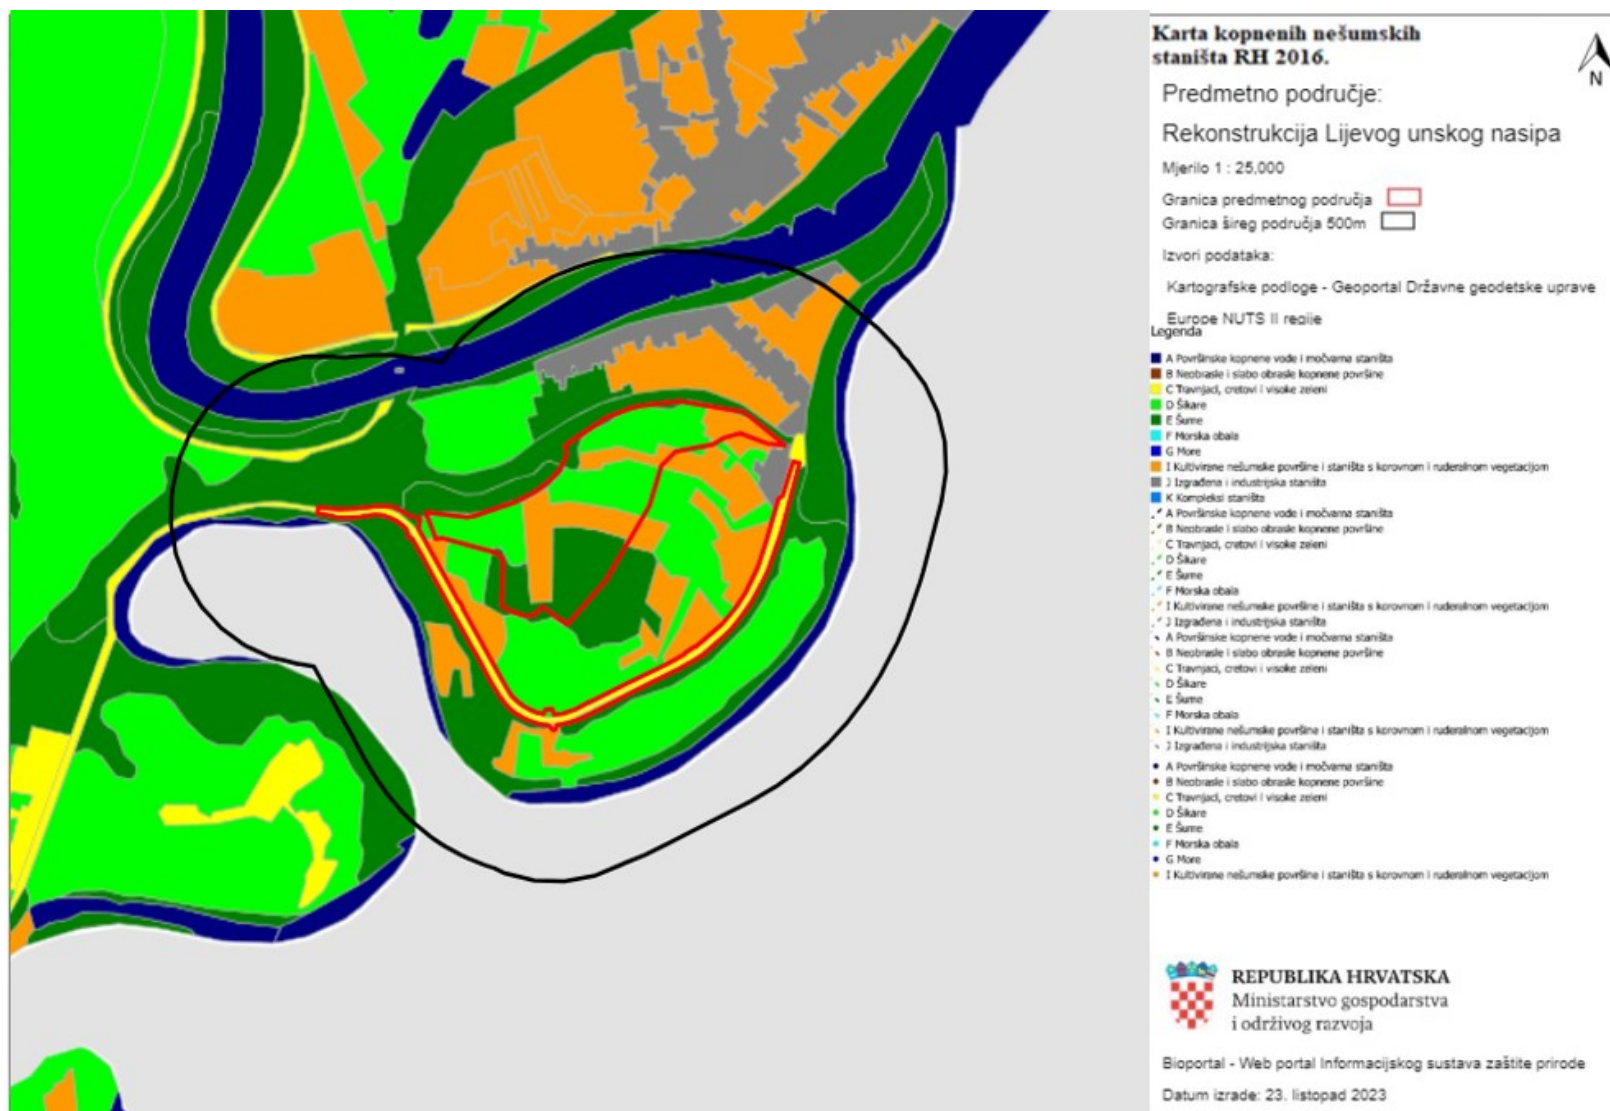 Karta kopnenih nešumskih
staništa RH 2016.
N
Predmetno područje:
Rekonstrukcija Lijevog unskog nasipa
Mjerilo 1 : 25,000
Granica predmetnog područja
Granica šireg područja 500m
Izvori podataka:
Kartografske podloge - Geoportal Državne geodetske uprave
Europe NUTS II regije
Legenda
A Površinske kopnene vode i močvarna staništa
B Neobrasle i slabo obrasle kopnene površine
C Travnjaci, cretovi i visoke zeleni
D Šikare
E Šume
F Morska obala
G More
I Kultivirane nešumske površine i staništa s korovnom i ruderalnom vegetacijom
J Izgrađena i industrijska staništa
K Kompleksi staništa
A Površinske kopnene vode i močvarna staništa
B Neobrasle i slabo obrasle kopnene površine
C Travnjaci, cretovi i visoke zeleni
D Šikare
E Šume
F Morska obala
I Kultivirane nešumske površine i staništa s korovnom i ruderalnom vegetacijom
J Izgrađena i industrijska staništa
A Površinske kopnene vode i močvarna staništa
B Neobrasle i slabo obrasle kopnene površine
C Travnjaci, cretovi i visoke zeleni
D Šikare
E Šume
F Morska obala
I Kultivirane nešumske površine i staništa s korovnom i ruderalnom vegetacijom
J Izgrađena i industrijska staništa
A Površinske kopnene vode i močvarna staništa
B Neobrasle i slabo obrasle kopnene površine
C Travnjaci, cretovi i visoke zeleni
D Šikare
E Šume
F Morska obala
G More
I Kultivirane nešumske površine i staništa s korovnom i ruderalnom vegetacijom
REPUBLIKA HRVATSKA
Ministarstvo gospodarstva
i održivog razvoja
Bioportal - Web portal Informacijskog sustava zaštite prirode
Datum izrade: 23. listopad 2023